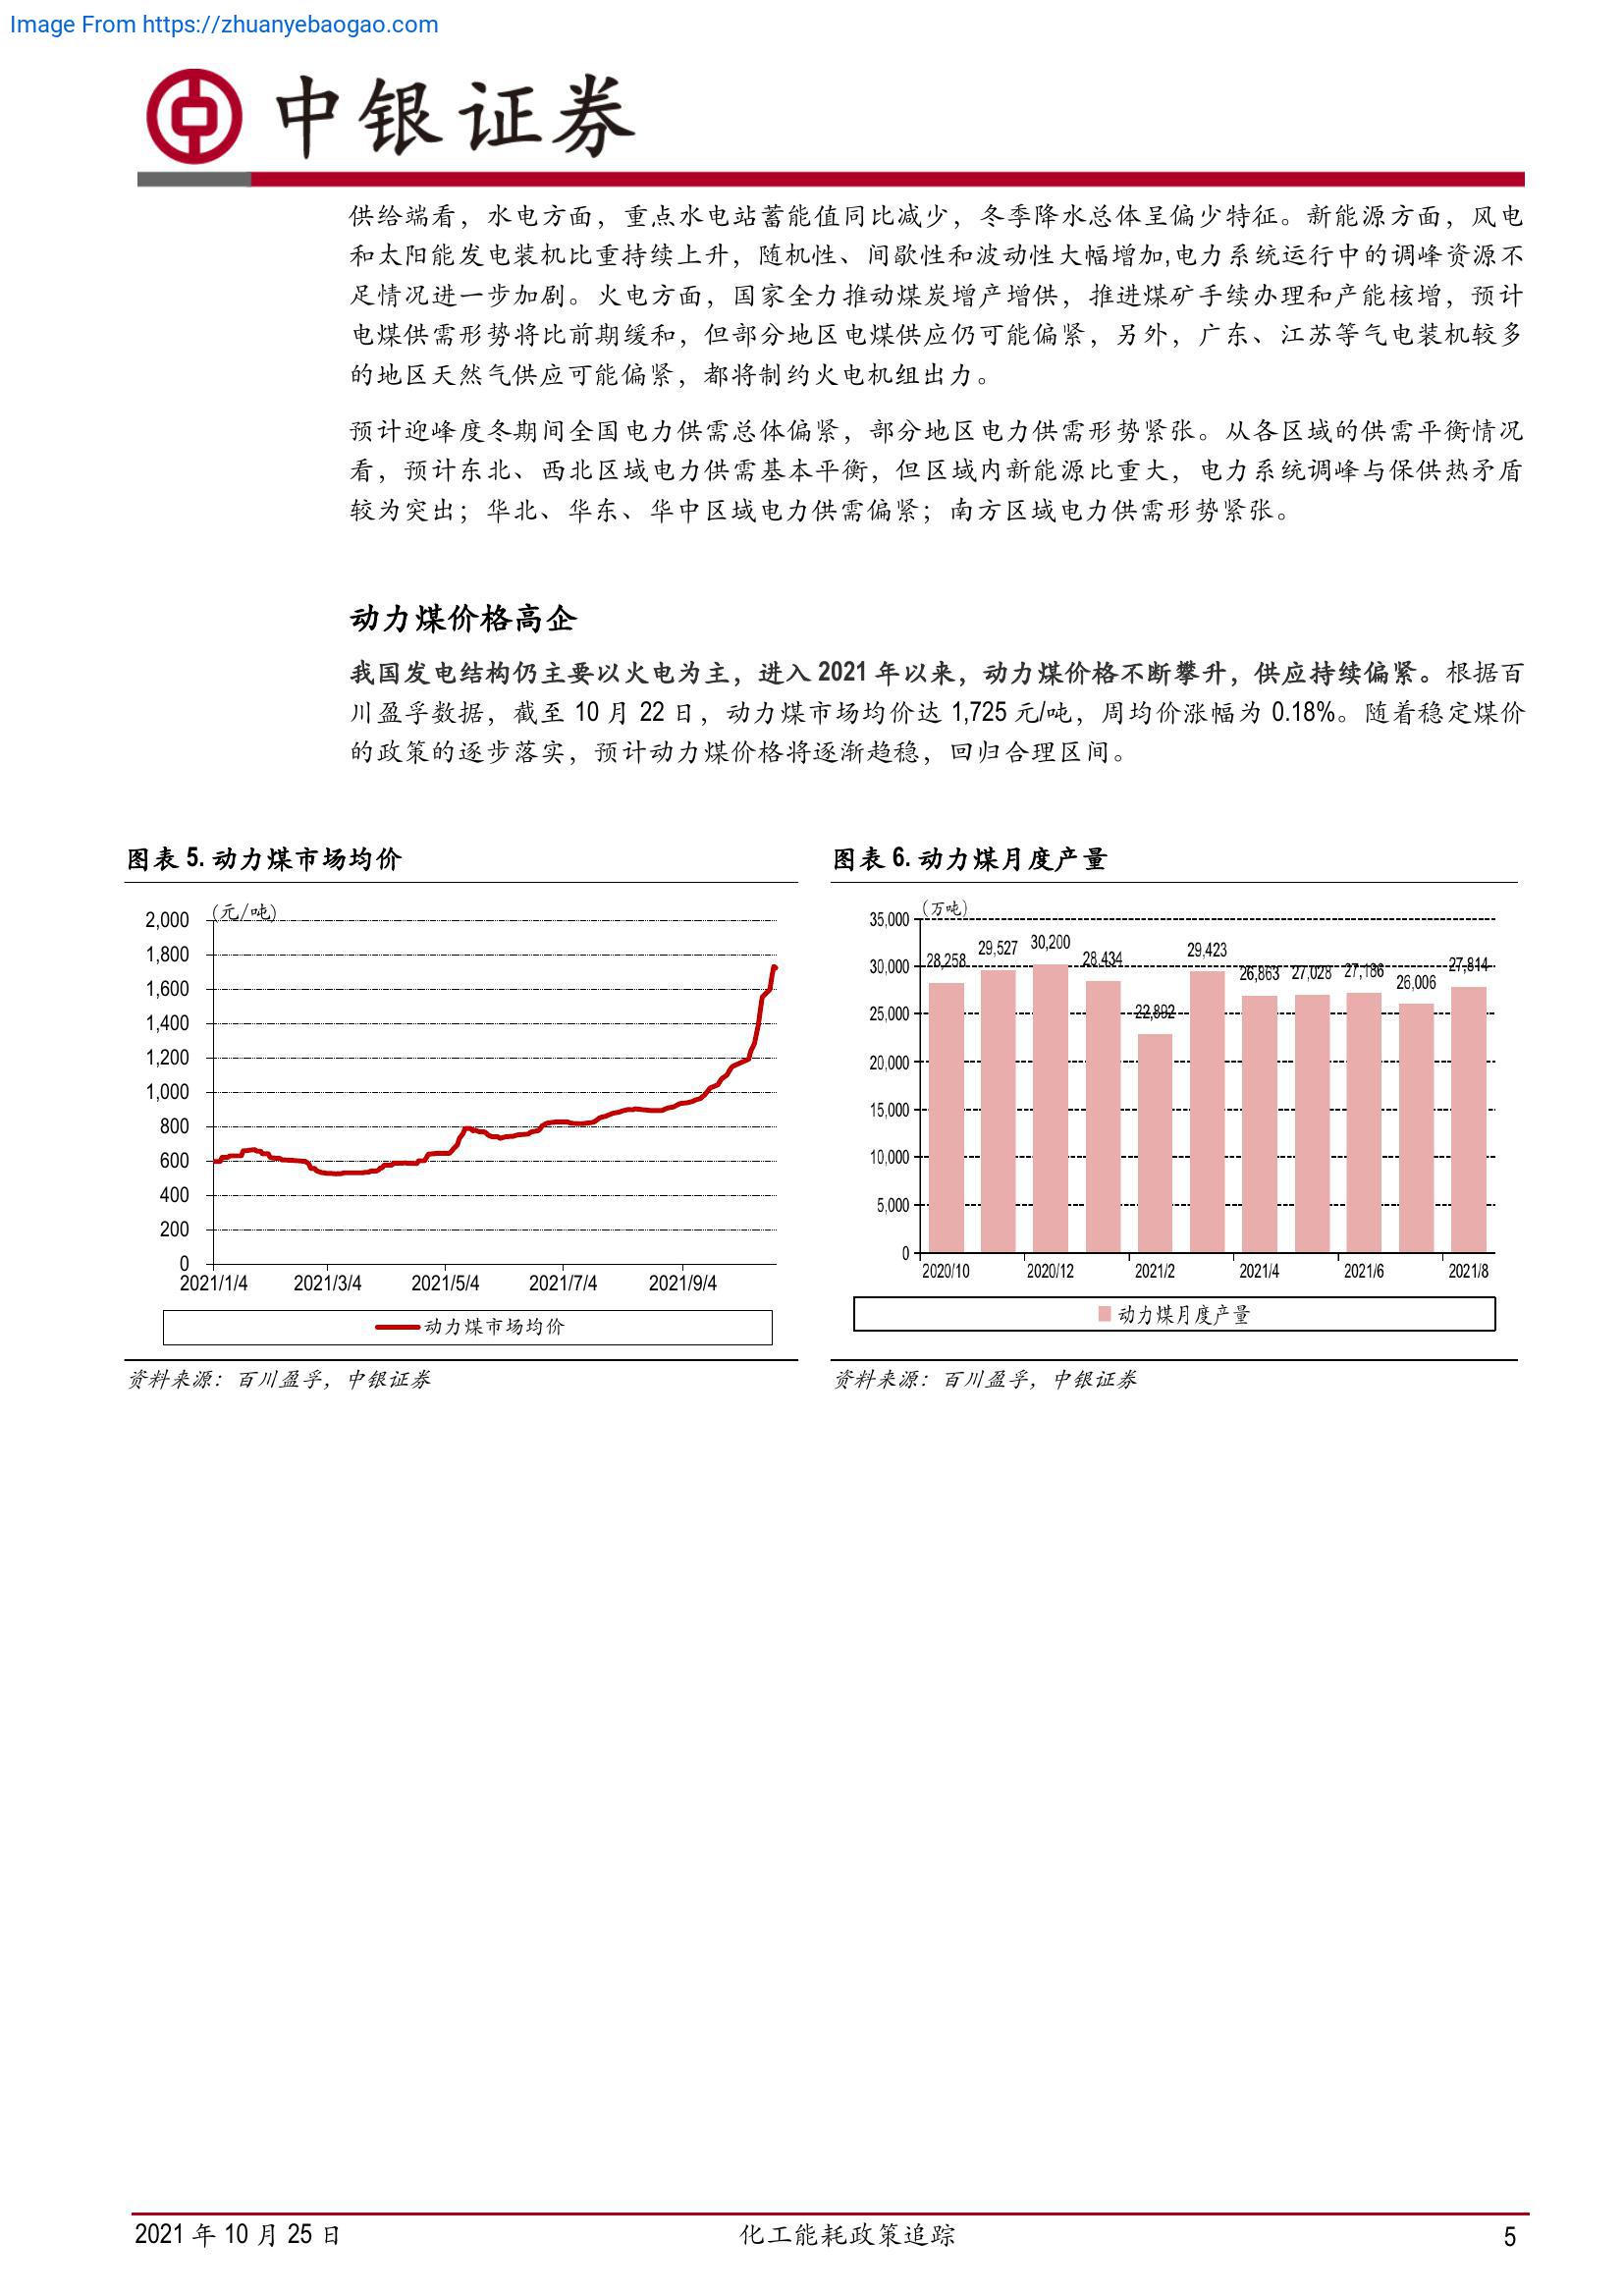 Image From https://zhuanyebaogao.com
中银证券
供给端看，水电方面，重点水电站蓄能值同比减少，冬季降水总体呈偏少特征。新能源方面，风电
和太阳能发电装机比重持续上升，随机性、间歇性和波动性大幅增加,电力系统运行中的调峰资源不
足情况进一步加剧。火电方面，国家全力推动煤炭增产增供，推进煤矿手续办理和产能核增，预计
电煤供需形势将比前期缓和，但部分地区电煤供应仍可能偏紧，另外，广东、江苏等气电装机较多
的地区天然气供应可能偏紧，都将制约火电机组出力。
预计迎峰度冬期间全国电力供需总体偏紧，部分地区电力供需形势紧张。从各区域的供需平衡情况
看，预计东北、西北区域电力供需基本平衡，但区域内新能源比重大，电力系统调峰与保供热矛盾
较为突出；华北、华东、华中区域电力供需偏紧；南方区域电力供需形势紧张。
动力煤价格高企
我国发电结构仍主要以火电为主，进入 2021 年以来，动力煤价格不断攀升，供应持续偏紧。根据百
川盈孚数据，截至 10 月 22 日，动力煤市场均价达 1,725 元/吨，周均价涨幅为 0.18%。随着稳定煤价
的政策的逐步落实，预计动力煤价格将逐渐趋稳，回归合理区间。
图表 5. 动力煤市场均价
(元/吨)
2,000
1,800
1,600
1,400
1,200
1,000
800
600
400
200
0
2021/1/4 2021/3/4 2021/5/4 2021/7/4 2021/9/4
动力煤市场均价
资料来源：百川盈孚，中银证券
图表 6. 动力煤月度产量
(万吨)
35,000
30,000
25,000
20,000
15,000
10,000
5,000
0
28,258 29,527 30,200 28,434 22,892 29,423 26,863 27,028 27,186 26,006 27,814
2020/10 2020/12 2021/2 2021/4 2021/6 2021/8
动力煤月度产量
资料来源：百川盈孚，中银证券
2021 年 10 月 25 日 化工能耗政策追踪 5